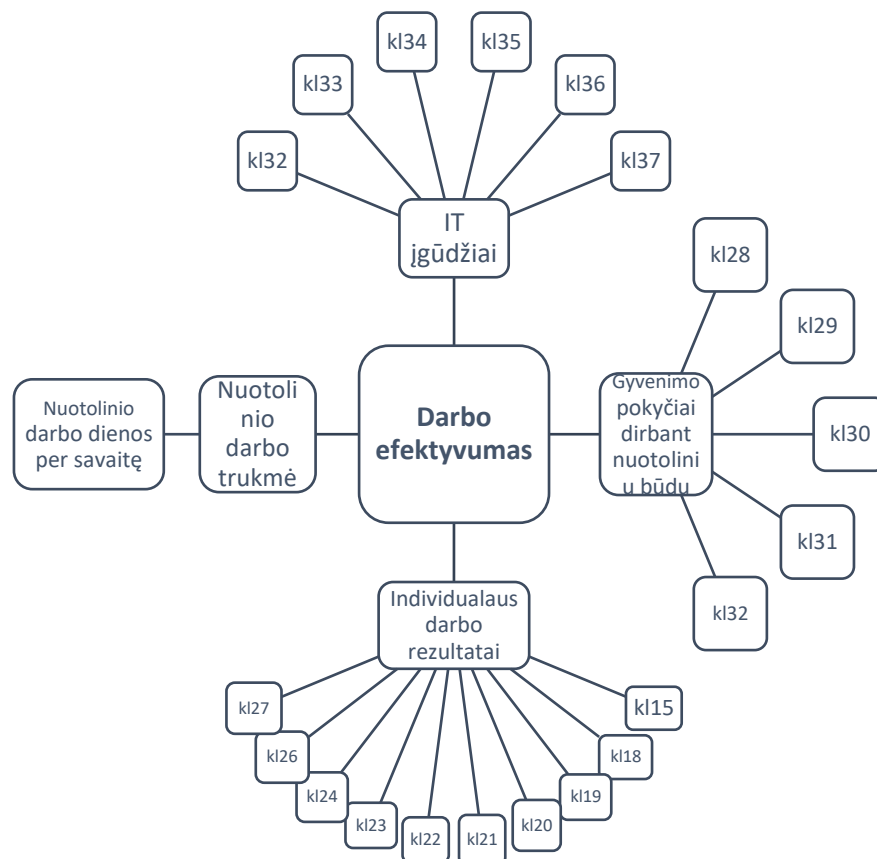 kl34
kl35
kl33
kl36
kl32
kl37
IT
įgūdžiai
kl28
kl29
Nuotolinio
darbo dienos
per savaitę
Nuotoli
nio
darbo
trukmė
Darbo
efektyvumas
Gyvenimo
pokyčiai
dirbant
nuotolini
u būdu
kl30
kl31
kl32
Individualaus
darbo
rezultatai
kl27
kl15
kl26
kl18
kl24
kl19
kl23
kl20
kl22
kl21